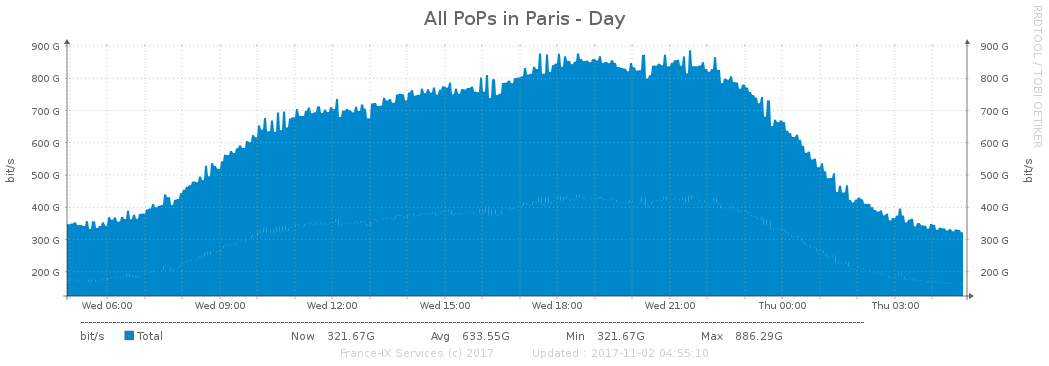 All PoPs in Paris - Day
RRDTOOL / TOBI OETIKER
900 G 900 G
800 G 800 G
700 G 700 G
600 G 600 G
500 G 500 G
400 G 400 G
300 G 300 G
200 G 200 G
bit/s bit/s
Wed 06:00 Wed 09:00 Wed 12:00 Wed 15:00 Wed 18:00 Wed 21:00 Thu 00:00 Thu 03:00
bit/s Total Now 321.67G Avg 633.55G Min 321.67G Max 886.29G
France-IX Services (c) 2017 Updated : 2017-11-02 04:55:10